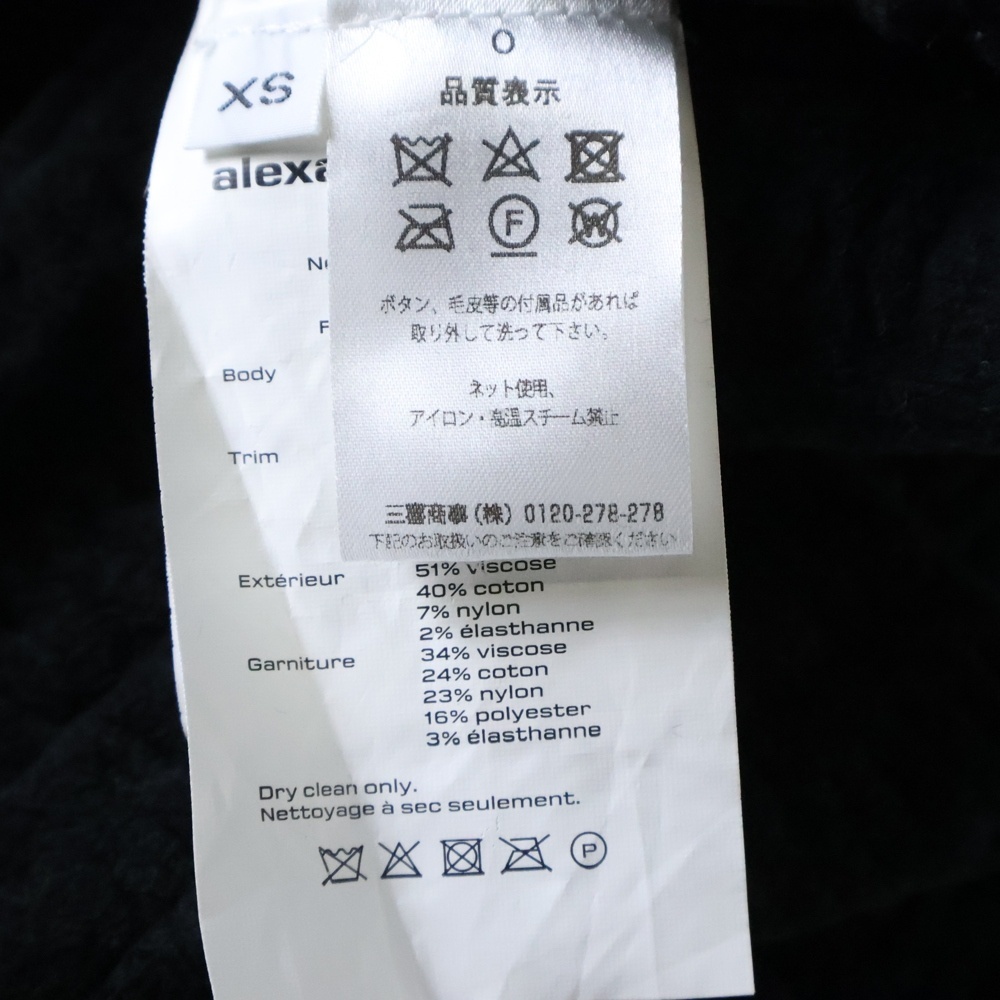 XS
0
品質表示
F
W
ボタン、毛皮等の付属品があれば
取り外して洗って下さい。
ネット使用、
アイロン・高温スチーム禁止
三喜商事(株) 0120-278-278
下記のお取扱いのご注意をご確認ください
alexa
Body
Trim
Extérieur 51% viscose
40% coton
7% nylon
2% élasthanne
Garniture 34% viscose
24% coton
23% nylon
16% polyester
3% élasthanne
Dry clean only.
Nettoyage à sec seulement.
P